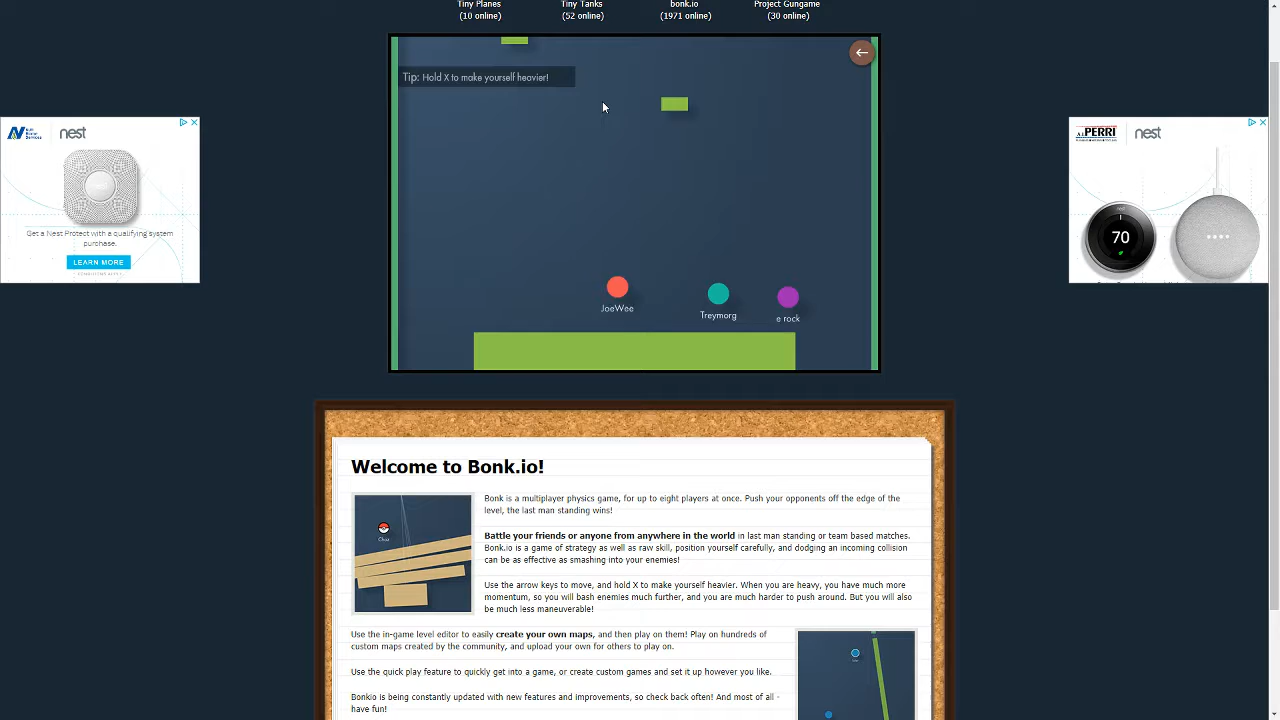 Tiny Planes
(10 online)
Tiny Tanks
(52 online)
bonk.io
(1971 online)
Project Gungame
(30 online)
Tip: Hold X to make yourself heavier!
JoeWee
Treymorg
e rock
nest
Get a Nest Protect with a qualifying system
purchase.
LEARN MORE
PERRI
nest
70
Welcome to Bonk.io!
Chaz
Bonk is a multiplayer physics game, for up to eight players at once. Push your opponents off the edge of the
level, the last man standing wins!
Battle your friends or anyone from anywhere in the world in last man standing or team based matches.
Bonk.io is a game of strategy as well as raw skill, position yourself carefully, and dodging an incoming collision
can be as effective as smashing into your enemies!
Use the arrow keys to move, and hold X to make yourself heavier. When you are heavy, you have much more
momentum, so you will bash enemies much further, and you are much harder to push around. But you will also
be much less maneuverable!
Use the in-game level editor to easily create your own maps, and then play on them! Play on hundreds of
custom maps created by the community, and upload your own for others to play on.
Use the quick play feature to quickly get into a game, or create custom games and set it up however you like.
Bonkio is being constantly updated with new features and improvements, so check back often! And most of all -
have fun!